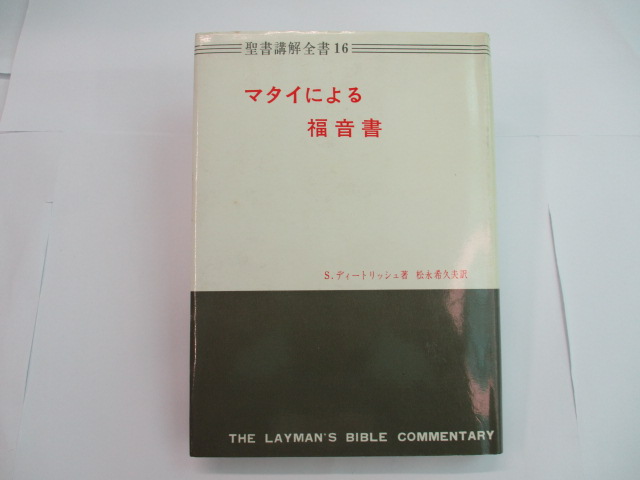 聖書講解全書16
マタイによる
福音書
S.ディートリッシュ著 松永希久夫訳
THE LAYMAN'S BIBLE COMMENTARY